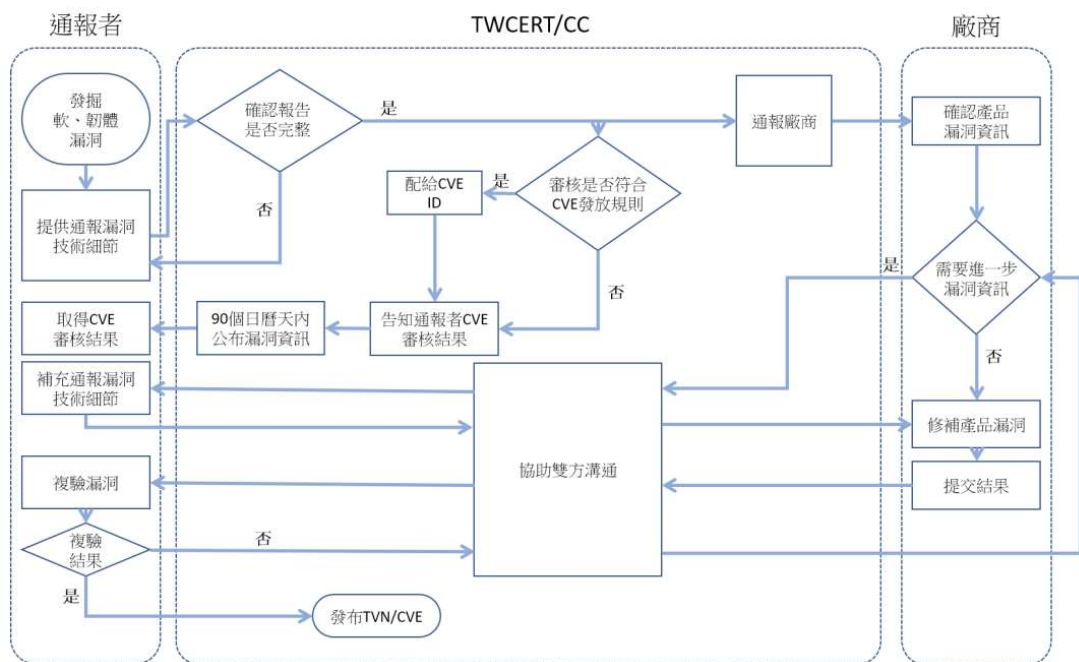 通報者
TWCERT/CC
廠商
發掘
軟、韌體
漏洞
確認報告
是否完整
是
通報廠商
確認產品
漏洞資訊
配給CVE
ID
是
審核是否符合
CVE發放規則
否
提供通報漏洞
技術細節
是
需要進一步
漏洞資訊
否
取得CVE
審核結果
90個日曆天內
公布漏洞資訊
告知通報者CVE
審核結果
否
補充通報漏洞
技術細節
協助雙方溝通
修補產品漏洞
複驗漏洞
提交結果
複驗
結果
否
是
發布TVN/CVE